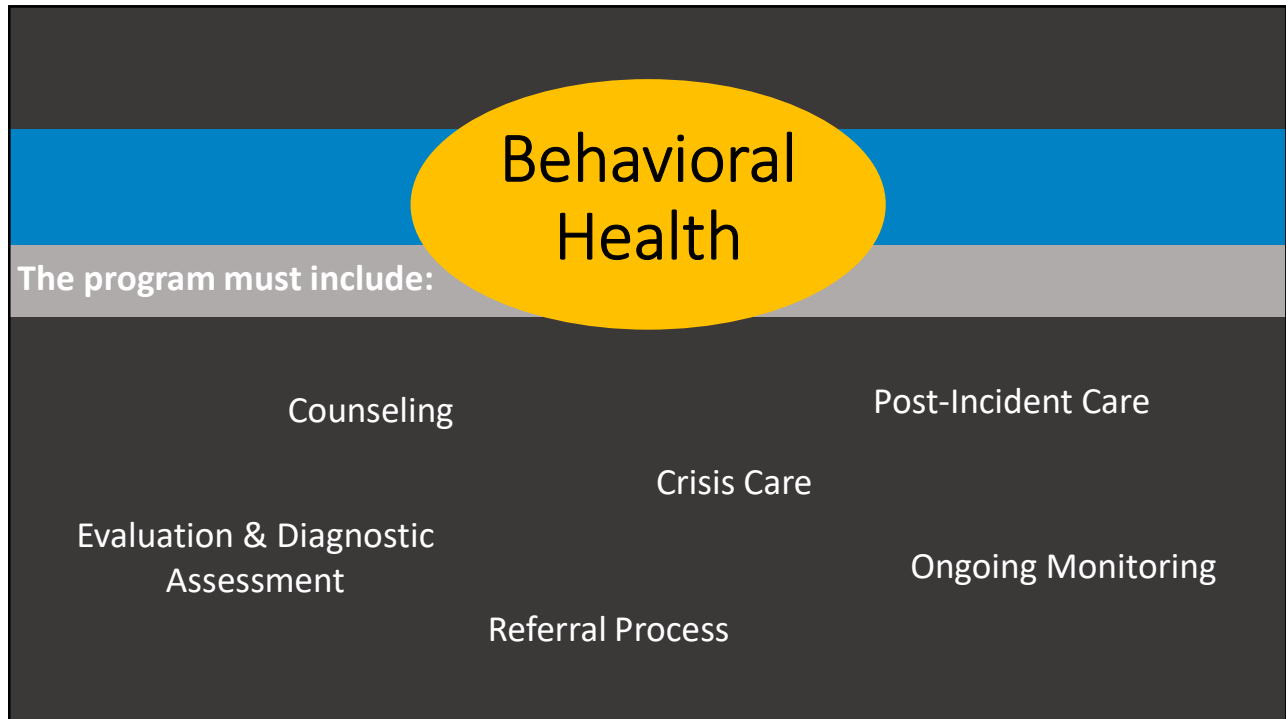 Behavioral
Health
The program must include:
Counseling
Post-Incident Care
Crisis Care
Evaluation & Diagnostic
Assessment
Ongoing Monitoring
Referral Process